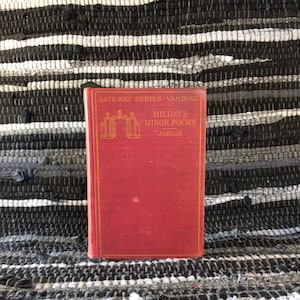 GATEWAY SERIES · VAN DYKE
MILTON'S
MINOR POEMS
JORDAN